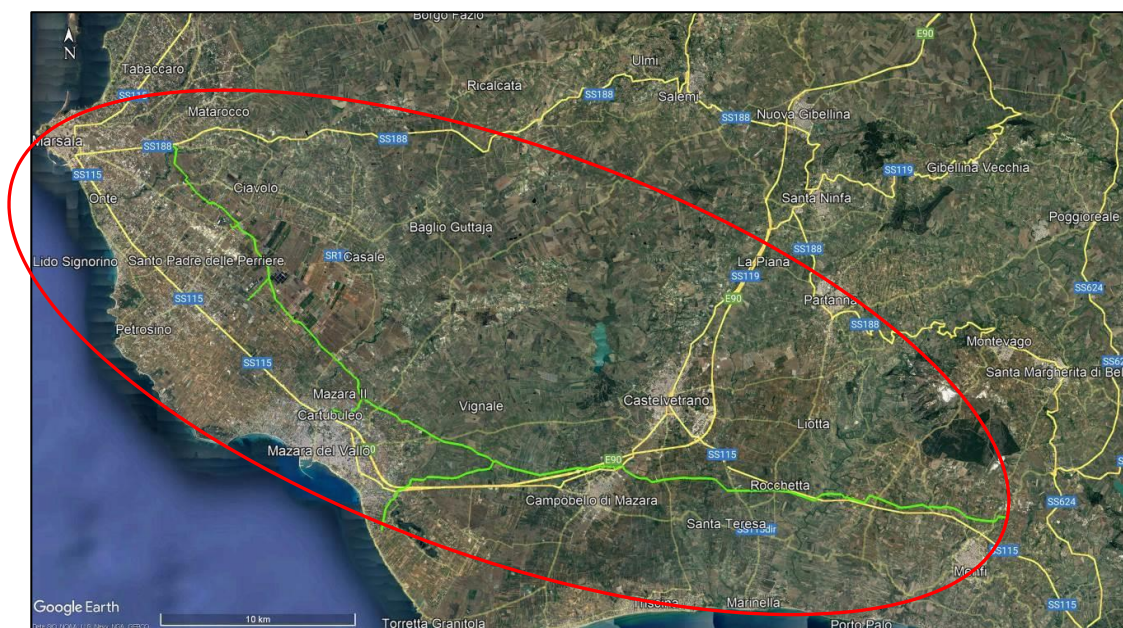 Borgo Fazio
E90
N
Ulmi
Tabaccaro
Ricalcata
SS188
Salemi
SS115
Matarocco
SS188
Nuova Gibellina
Marsala
SS188
SS188
Gibellina Vecchia
SS119
SS115
Ciavolo
Onte
Santa Ninfa
Poggioreale
Baglio Guttaja
SS188
Lido Signorino
Santo Padre delle Perriere
Casale
La Piana
SS119
SS624
SS115
E90
Partanna
Petrosino
SS188
Montevago
SS115
Santa Margherita di Bel
Mazara II
Vignale
Castelvetrano
Cartubuleo
Liotta
Mazara del Vallo
SS115
E90
Rocchetta
Campobello di Mazara
SS624
Santa Teresa
SS115dir
SS115
Menfi
Google Earth
10 km
Triscina
Marinella
SS115
Torretta Granitola
Porto Palo